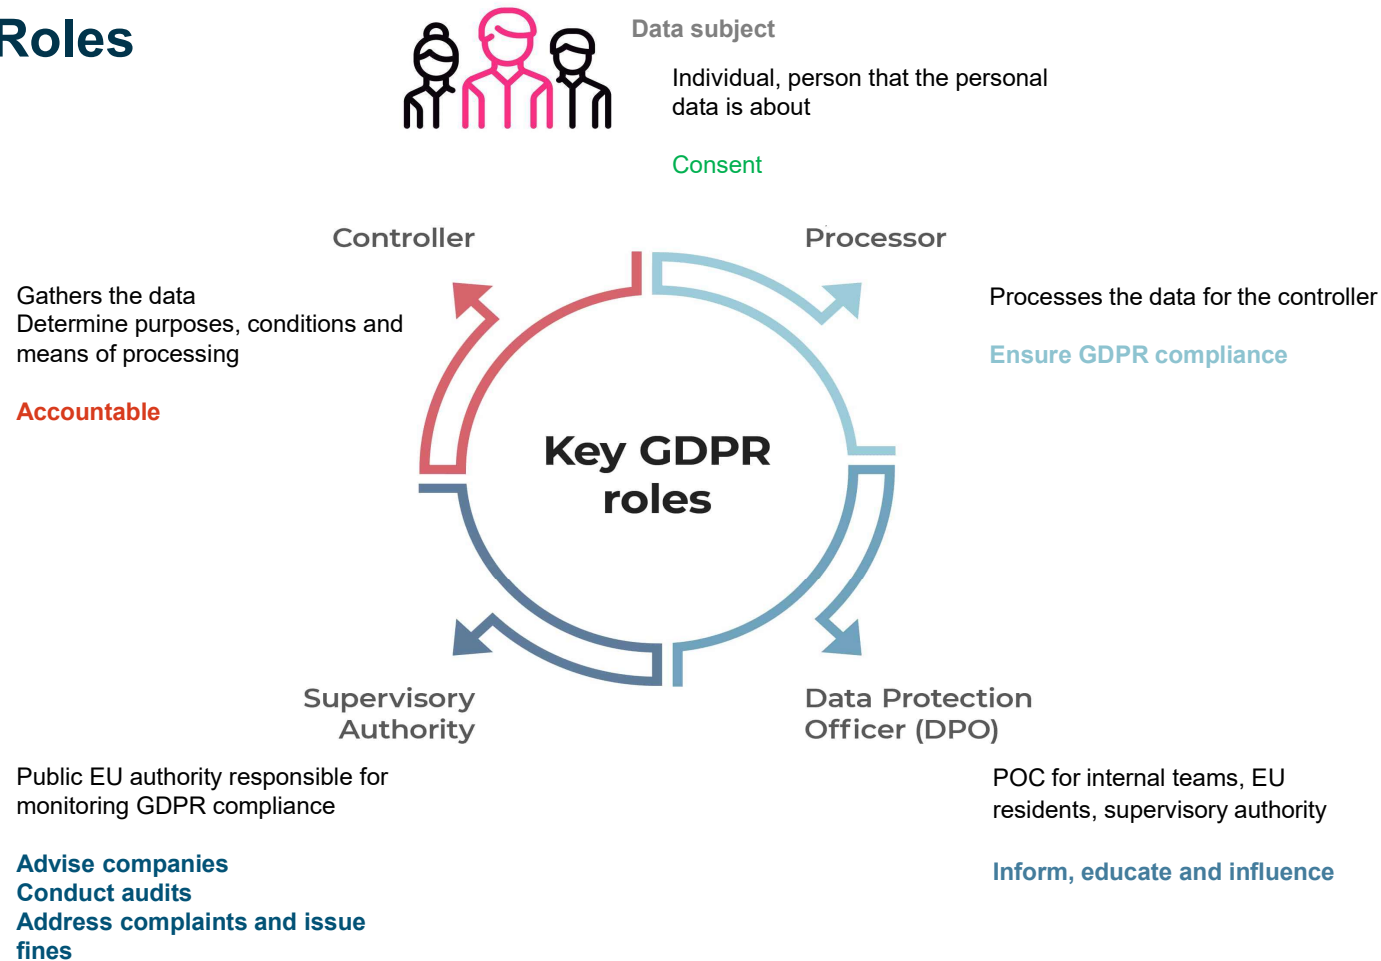 Roles
Data subject
Individual, person that the personal
data is about
Consent
Controller
Gathers the data
Determine purposes, conditions and
means of processing
Accountable
Processor
Processes the data for the controller
Ensure GDPR compliance
Key GDPR
roles
Supervisory
Authority
Public EU authority responsible for
monitoring GDPR compliance
Advise companies
Conduct audits
Address complaints and issue
fines
Data Protection
Officer (DPO)
POC for internal teams, EU
residents, supervisory authority
Inform, educate and influence